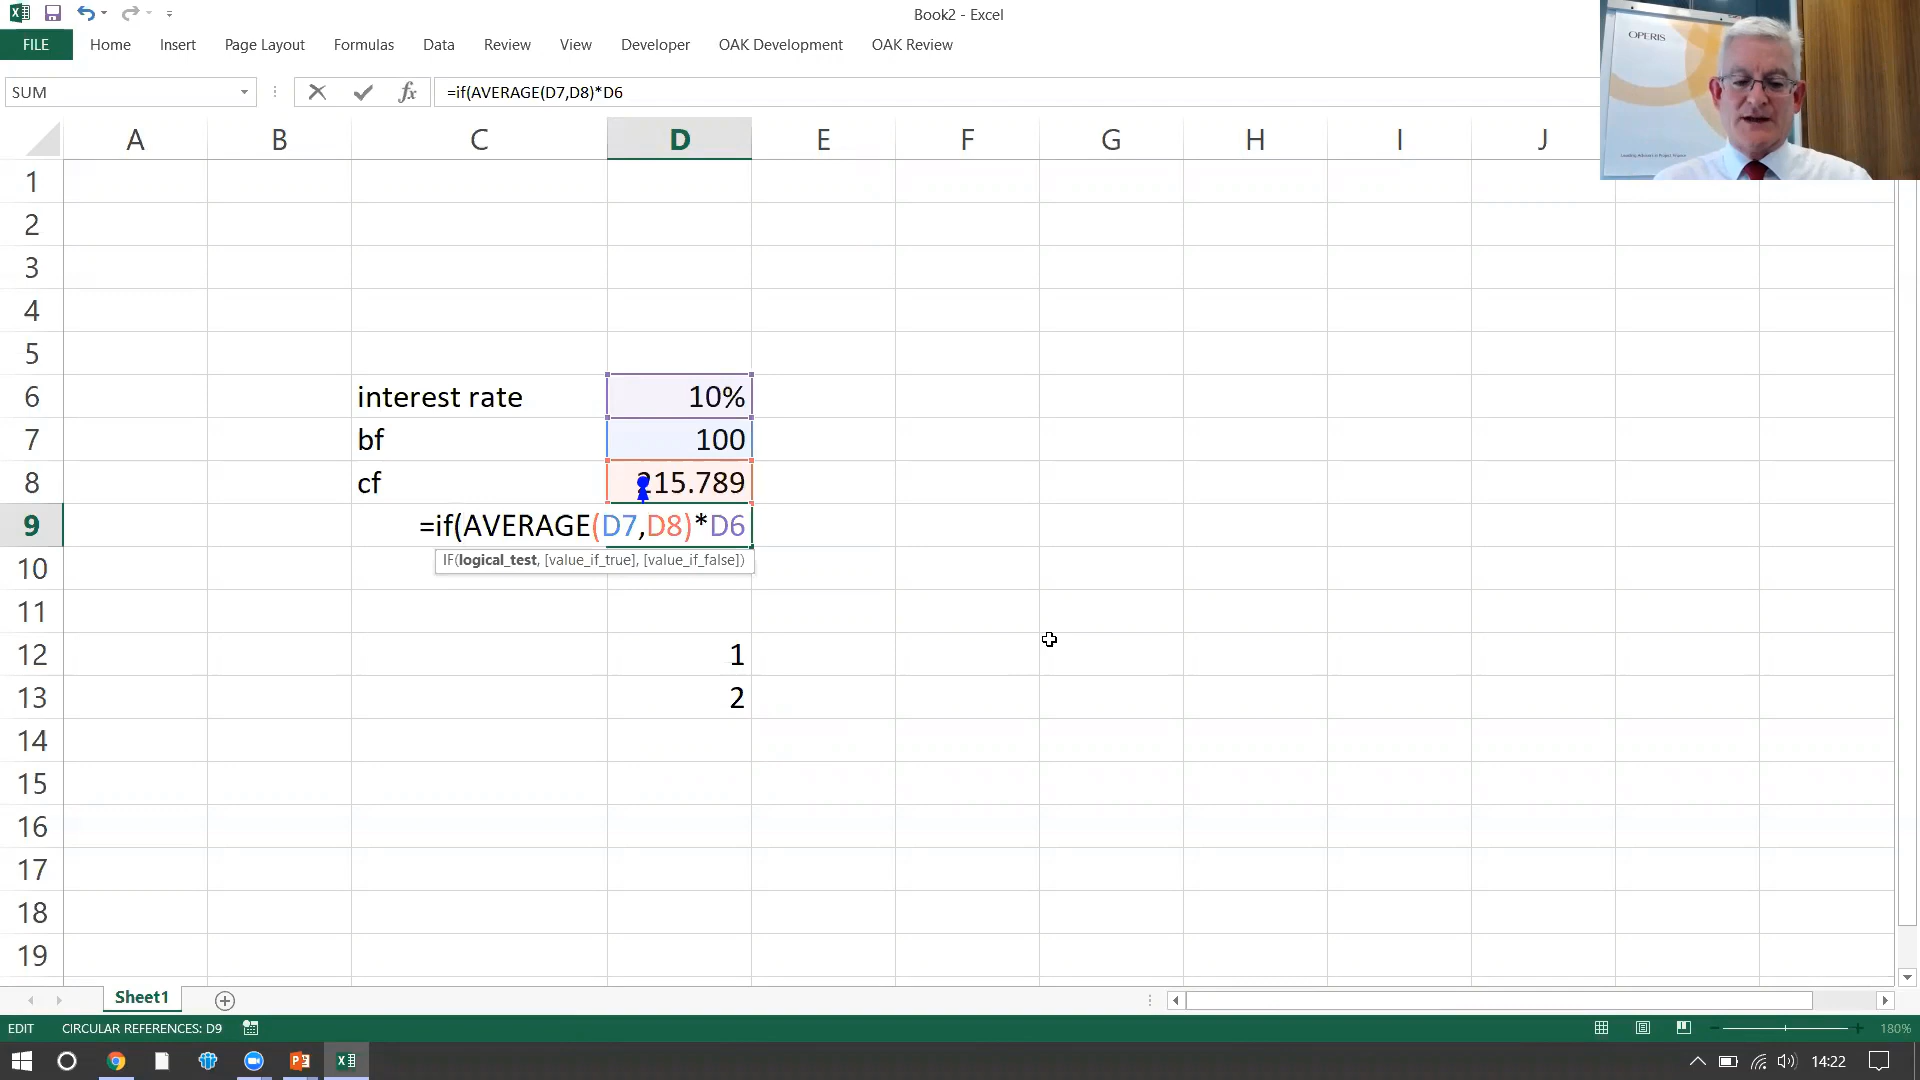 Book2 - Excel
FILE Home Insert Page Layout Formulas Data Review View Developer OAK Development OAK Review
OPERIS
SUM fx =if(AVERAGE(D7,D8)*D6
A B C D E F G H I J
1
2
3
4
5
6 interest rate 10%
7 bf 100
8 cf 215.789
9 =if(AVERAGE(D7,D8)*D6
IF(logical_test, [value_if_true], [value_if_false])
10
11
12 1
13 2
14
15
16
17
18
19
Sheet1
EDIT CIRCULAR REFERENCES: D9 180%
14:22